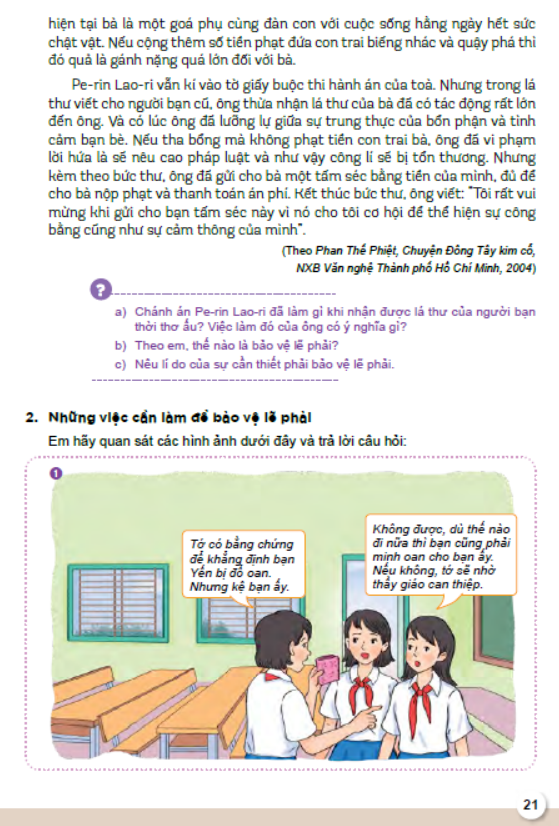 hiện tại bà là một goá phụ cùng đàn con với cuộc sống hằng ngày hết sức
chật vật. Nếu cộng thêm số tiền phạt đứa con trai biếng nhác và quậy phá thì
đó quả là gánh nặng quá lớn đối với bà.
Pe-rin Lao-ri vẫn kí vào tờ giấy buộc thi hành án của toà. Nhưng trong lá
thư viết cho người bạn cũ, ông thừa nhận lá thư của bà đã có tác động rất lớn
đến ông. Và có lúc ông đã lưỡng lự giữa sự trung thực của bổn phận và tình
cảm bạn bè. Nếu tha bổng mà không phạt tiền con trai bà, ông đã vi phạm
lời hứa là sẽ nêu cao pháp luật và như vậy công lí sẽ bị tổn thương. Nhưng
kèm theo bức thư, ông đã gửi cho bà một tấm séc bằng tiền của mình, đủ để
cho bà nộp phạt và thanh toán án phí. Kết thúc bức thư, ông viết: "Tôi rất vui
mừng khi gửi cho bạn tấm séc này vì nó cho tôi cơ hội để thể hiện sự công
bằng cũng như sự cảm thông của mình".
(Theo Phan Thế Phiệt, Chuyện Đông Tây kim cổ,
NXB Văn nghệ Thành phố Hồ Chí Minh, 2004)
?
a) Chánh án Pe-rin Lao-ri đã làm gì khi nhận được lá thư của người bạn
thời thơ ấu? Việc làm đó của ông có ý nghĩa gì?
b) Theo em, thế nào là bảo vệ lẽ phải?
c) Nêu lí do của sự cần thiết phải bảo vệ lẽ phải.
2. Những việc cần làm để bảo vệ lẽ phải
Em hãy quan sát các hình ảnh dưới đây và trả lời câu hỏi:
1
Tớ có bằng chứng
để khẳng định bạn
Yến bị đổ oan.
Nhưng kệ bạn ấy.
Không được, dù thế nào
đi nữa thì bạn cũng phải
minh oan cho bạn ấy.
Nếu không, tớ sẽ nhờ
thầy giáo can thiệp.
21